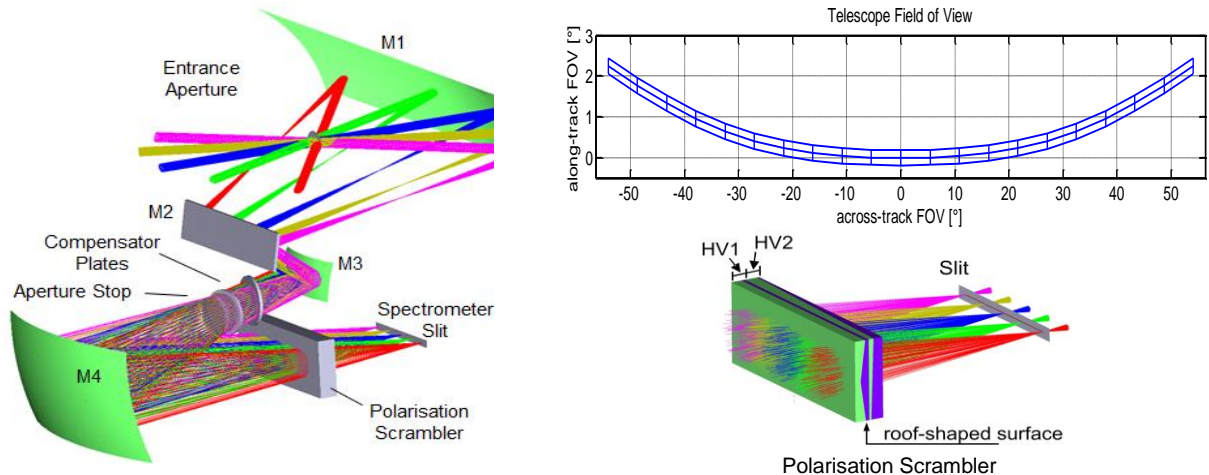 M1
Entrance
Aperture
M2
Compensator
Plates
M3
Aperture Stop
Spectrometer
Slit
M4
Polarisation
Scrambler
Telescope Field of View
along-track FOV [°]
3
2
1
0
-50 -40 -30 -20 -10 0 10 20 30 40 50
across-track FOV [°]
HV1 HV2
Slit
roof-shaped surface
Polarisation Scrambler